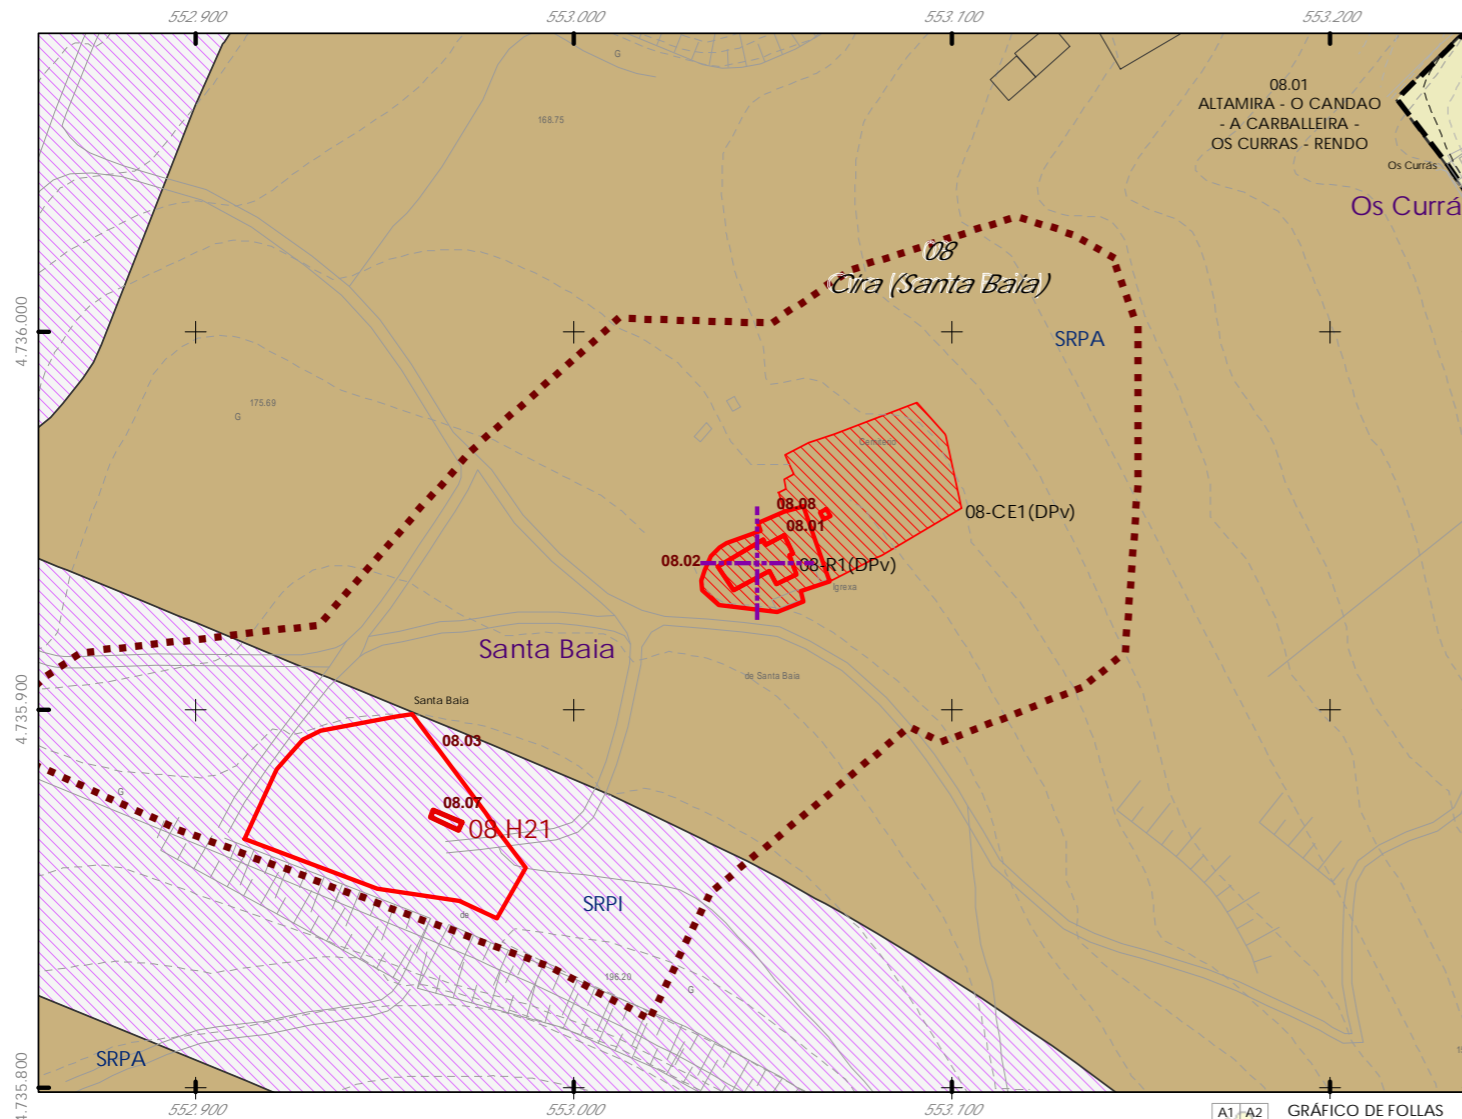 552.900
553.000
553.100
553.200
G
08.01
ALTAMIRA - O CANDAO
- A CARBALLEIRA -
OS CURRAS - RENDO
168.75
Os Currás
Os Currá
08
Cira (Santa Baia)
4.736.000
SRPA
175.69
G
Cemiterio
08.08
08-CE1(DPv)
08.01
08.02
08-R1(DPv)
Igrexa
Santa Baia
de Santa Baia
Santa Baia
4.735.900
08.03
G
08.07
08-H21
SRPI
de
196.20
G
SRPA
4.735.800
552.900
553.000
553.100
A1 A2
GRÁFICO DE FOLLAS